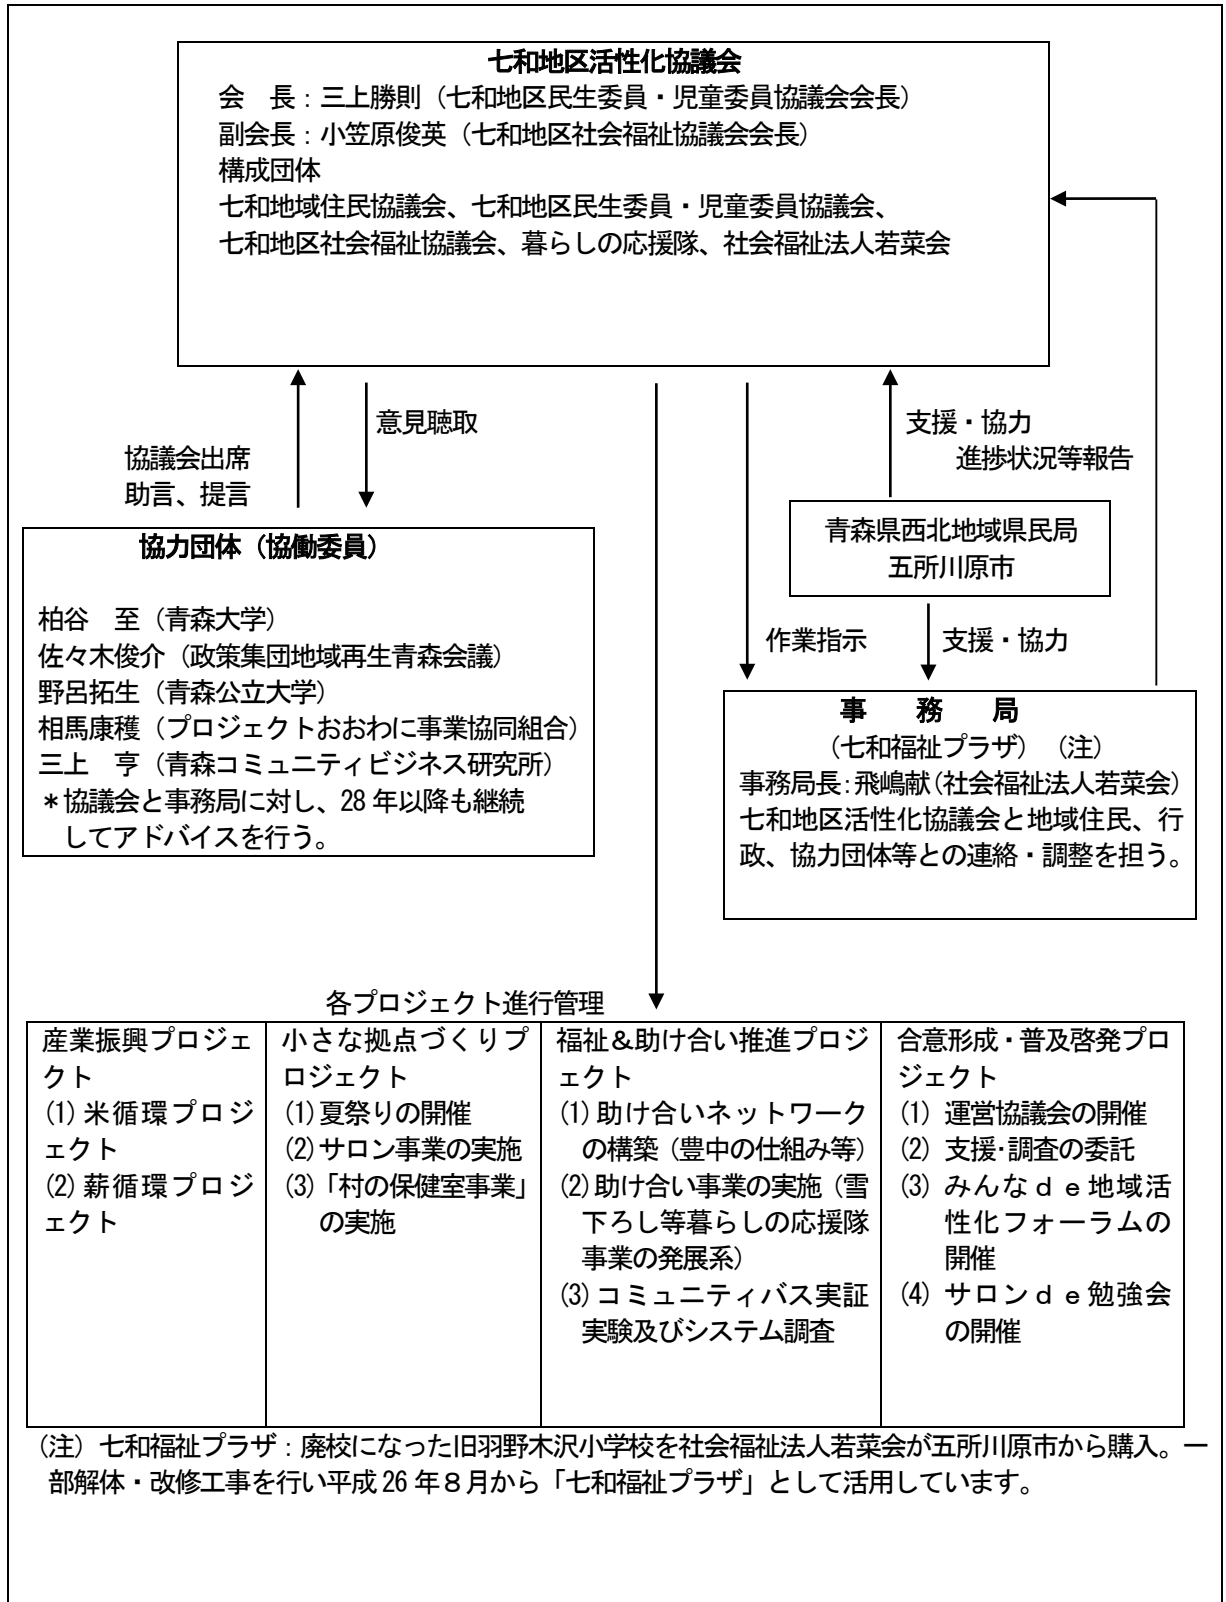 七和地区活性化協議会
会　長：三上勝則（七和地区民生委員・児童委員協議会会長）
副会長：小笠原俊英（七和地区社会福祉協議会会長）
構成団体
七和地域住民協議会、七和地区民生委員・児童委員協議会、
七和地区社会福祉協議会、暮らしの応援隊、社会福祉法人若菜会
意見聴取
協議会出席
助言、提言
支援・協力
進捗状況等報告
青森県西北地域県民局
五所川原市
協力団体（協働委員）
柏谷　至（青森大学）
佐々木俊介（政策集団地域再生青森会議）
野呂拓生（青森公立大学）
相馬康穫（プロジェクトおおわに事業協同組合）
三上　亨（青森コミュニティビジネス研究所）
＊協議会と事務局に対し、28 年以降も継続
してアドバイスを行う。
作業指示
支援・協力
事　務　局
（七和福祉プラザ）（注）
事務局長：飛嶋献（社会福祉法人若菜会）
七和地区活性化協議会と地域住民、行
政、協力団体等との連絡・調整を担う。
各プロジェクト進行管理
産業振興プロジェ
クト
(1) 米循環プロジ
ェクト
(2) 薪循環プロジ
ェクト
小さな拠点づくりプ
ロジェクト
(1) 夏祭りの開催
(2) サロン事業の実施
(3) 「村の保健室事業」
の実施
福祉＆助け合い推進プロジ
ェクト
(1) 助け合いネットワーク
の構築（豊中の仕組み等）
(2) 助け合い事業の実施（雪
下ろし等暮らしの応援隊
事業の発展系）
(3) コミュニティバス実証
実験及びシステム調査
合意形成・普及啓発プロ
ジェクト
(1) 運営協議会の開催
(2) 支援・調査の委託
(3) みんなｄｅ地域活
性化フォーラムの
開催
(4) サロンｄｅ勉強会
の開催
（注）七和福祉プラザ：廃校になった旧羽野木沢小学校を社会福祉法人若菜会が五所川原市から購入。一
部解体・改修工事を行い平成 26 年８月から「七和福祉プラザ」として活用しています。